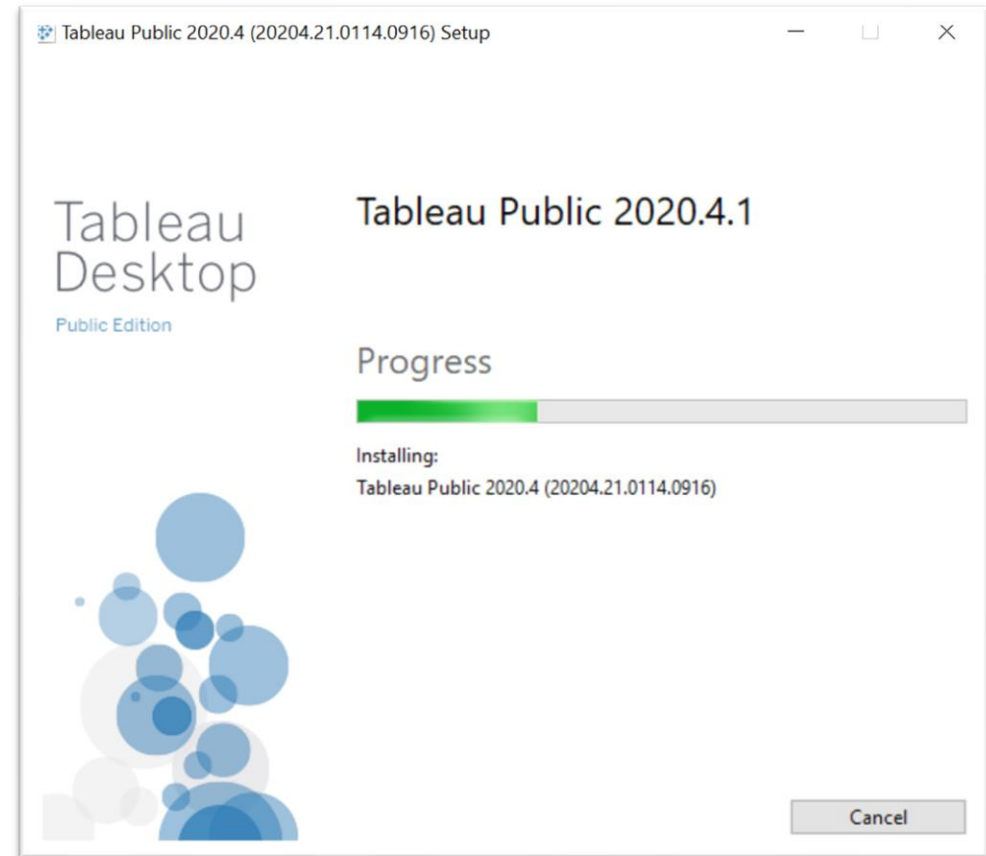 Tableau Public 2020.4 (20204.21.0114.0916) Setup
Tableau
Desktop
Public Edition
Tableau Public 2020.4.1
Progress
Installing:
Tableau Public 2020.4 (20204.21.0114.0916)
Cancel